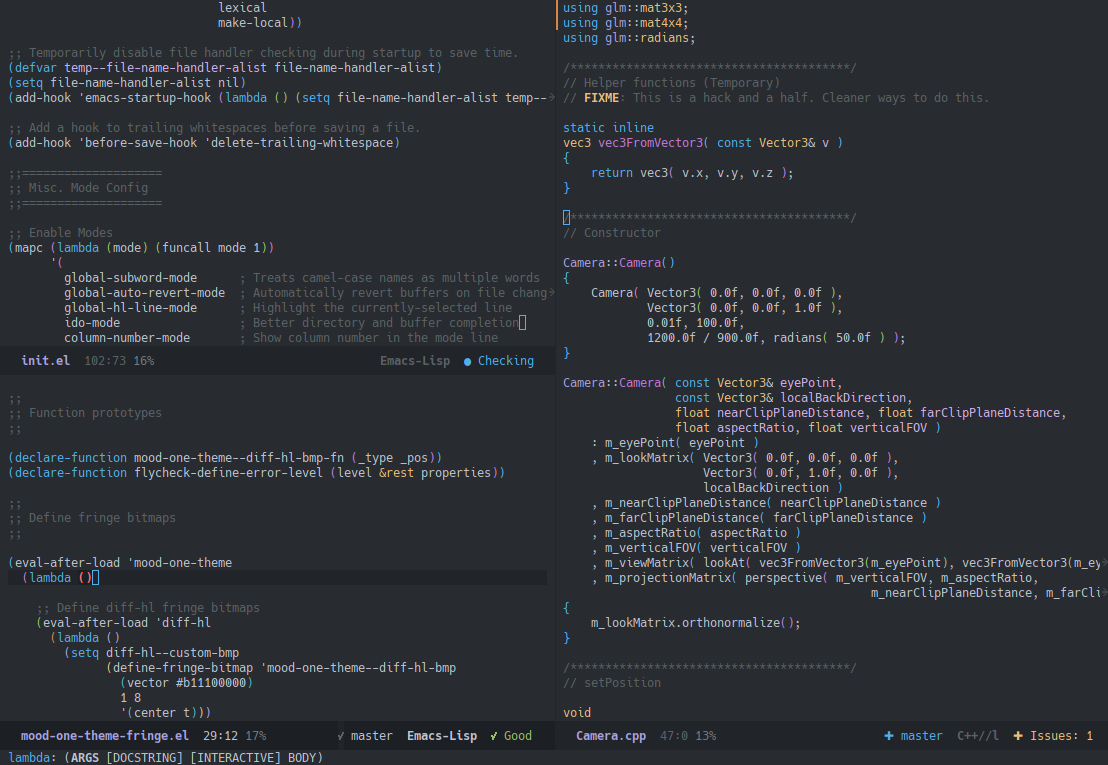 lexical
                              make-local))

;; Temporarily disable file handler checking during startup to save time.
(defvar temp--file-name-handler-alist file-name-handler-alist)
(setq file-name-handler-alist nil)
(add-hook 'emacs-startup-hook (lambda () (setq file-name-handler-alist temp--

;; Add a hook to trailing whitespaces before saving a file.
(add-hook 'before-save-hook 'delete-trailing-whitespace)

;;====================
;; Misc. Mode Config
;;====================

;; Enable Modes
(mapc (lambda (mode) (funcall mode 1))
      '(
        global-subword-mode      ; Treats camel-case names as multiple words
        global-auto-revert-mode  ; Automatically revert buffers on file chang
        global-hl-line-mode      ; Highlight the currently-selected line
        ido-mode                 ; Better directory and buffer completion
        column-number-mode       ; Show column number in the mode line
init.el  102:73 16%    Emacs-Lisp  ● Checking

;;
;; Function prototypes
;;

(declare-function mood-one-theme--diff-hl-bmp-fn (_type _pos))
(declare-function flycheck-define-error-level (level &rest properties))

;;
;; Define fringe bitmaps
;;

(eval-after-load 'mood-one-theme
  (lambda ()

    ;; Define diff-hl fringe bitmaps
    (eval-after-load 'diff-hl
      (lambda ()
        (setq diff-hl--custom-bmp
              (define-fringe-bitmap 'mood-one-theme--diff-hl-bmp
                (vector #b11100000)
                1 8
                '(center t)))
mood-one-theme-fringe.el  29:12 17%    ✓ master  Emacs-Lisp  ✓ Good
using glm::mat3x3;
using glm::mat4x4;
using glm::radians;

/****************************************/
// Helper functions (Temporary)
// FIXME: This is a hack and a half. Cleaner ways to do this.

static inline
vec3 vec3FromVector3( const Vector3& v )
{
    return vec3( v.x, v.y, v.z );
}

/****************************************/
// Constructor

Camera::Camera()
{
    Camera( Vector3( 0.0f, 0.0f, 0.0f ),
            Vector3( 0.0f, 0.0f, 1.0f ),
            0.01f, 100.0f,
            1200.0f / 900.0f, radians( 50.0f ) );
}

Camera::Camera( const Vector3& eyePoint,
                const Vector3& localBackDirection,
                float nearClipPlaneDistance, float farClipPlaneDistance,
                float aspectRatio, float verticalFOV )
    : m_eyePoint( eyePoint )
    , m_lookMatrix( Vector3( 0.0f, 0.0f, 0.0f ),
                    Vector3( 0.0f, 1.0f, 0.0f ),
                    localBackDirection )
    , m_nearClipPlaneDistance( nearClipPlaneDistance )
    , m_farClipPlaneDistance( farClipPlaneDistance )
    , m_aspectRatio( aspectRatio )
    , m_verticalFOV( verticalFOV )
    , m_viewMatrix( lookAt( vec3FromVector3(m_eyePoint), vec3FromVector3(m_ey
    , m_projectionMatrix( perspective( m_verticalFOV, m_aspectRatio,
                                            m_nearClipPlaneDistance, m_farCli
{
    m_lookMatrix.orthonormalize();
}

/****************************************/
// setPosition

void
Camera.cpp  47:0 13%    + master  C++//l  + Issues: 1
lambda: (ARGS [DOCSTRING] [INTERACTIVE] BODY)